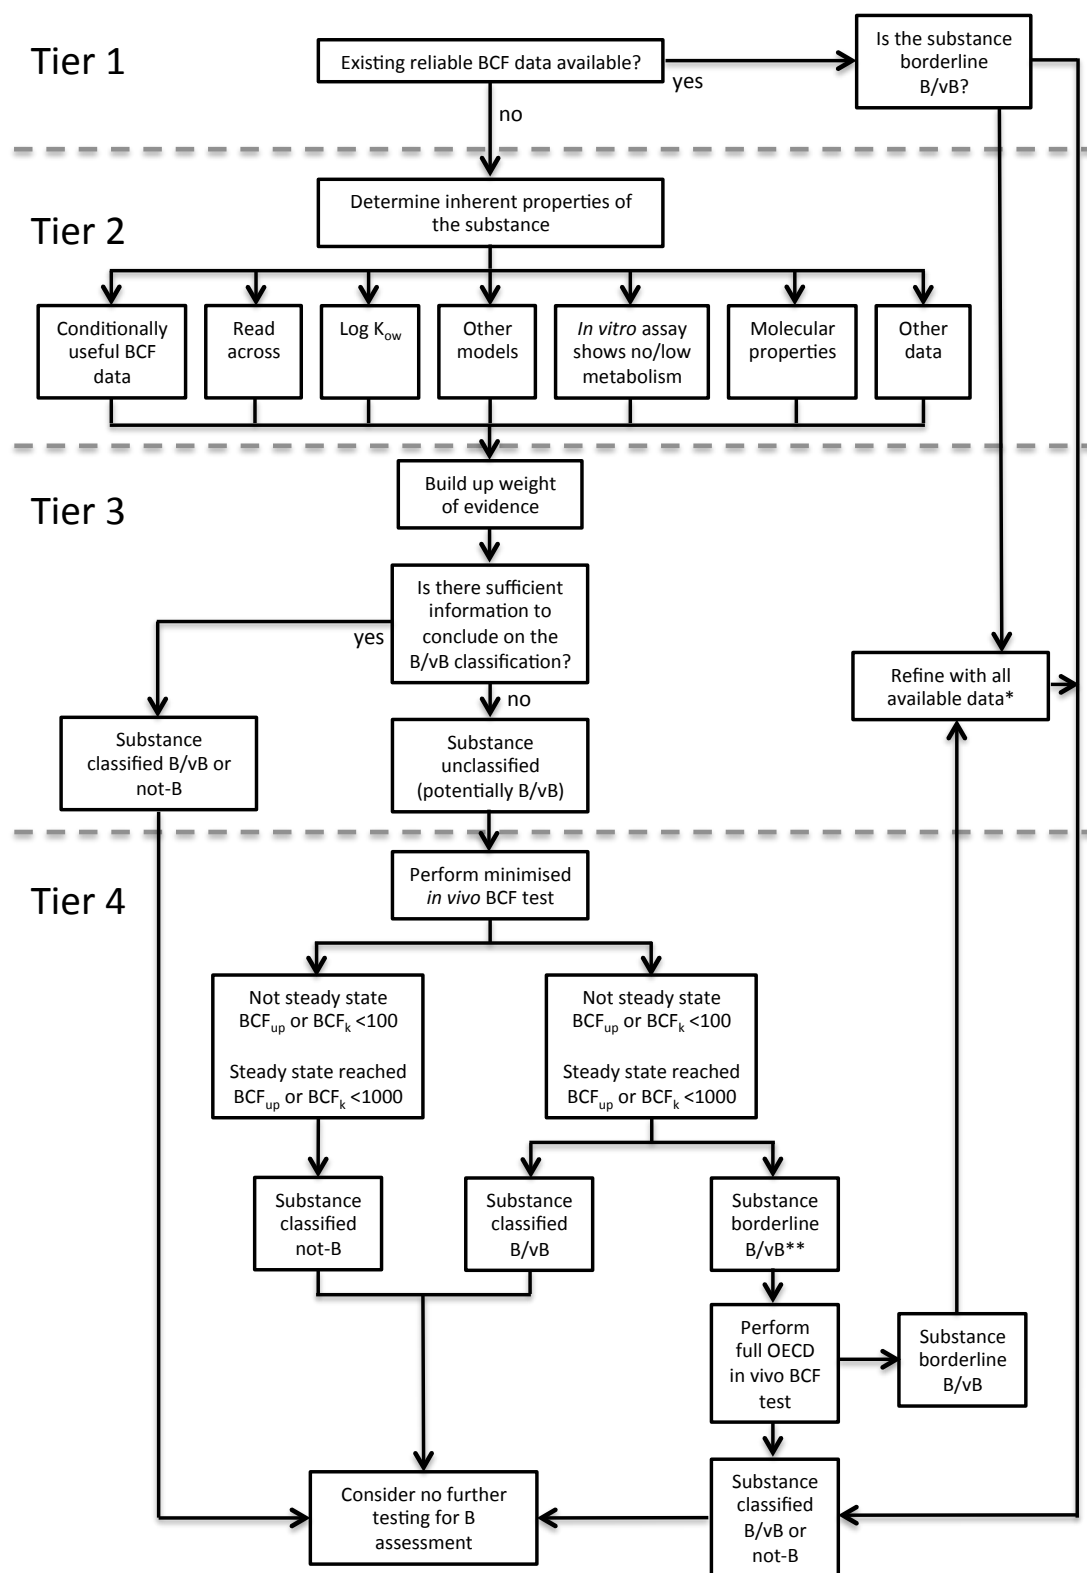 Tier 1
Existing reliable BCF data available?
yes
Is the substance
borderline
B/vB?
no
Tier 2
Determine inherent properties of
the substance
Conditionally
useful BCF
data
Read
across
Log Kow
Other
models
In vitro assay
shows no/low
metabolism
Molecular
properties
Other
data
Tier 3
Build up weight
of evidence
Is there sufficient
information to
conclude on the
B/vB classification?
yes
no
Refine with all
available data*
Substance
classified B/vB or
not-B
Substance
unclassified
(potentially B/vB)
Tier 4
Perform minimised
in vivo BCF test
Not steady state
BCFup or BCFk <100
Steady state reached
BCFup or BCFk <1000
Not steady state
BCFup or BCFk <100
Steady state reached
BCFup or BCFk <1000
Substance
classified
not-B
Substance
classified
B/vB
Substance
borderline
B/vB**
Perform
full OECD
in vivo BCF
test
Substance
borderline
B/vB
Consider no further
testing for B
assessment
Substance
classified
B/vB or
not-B